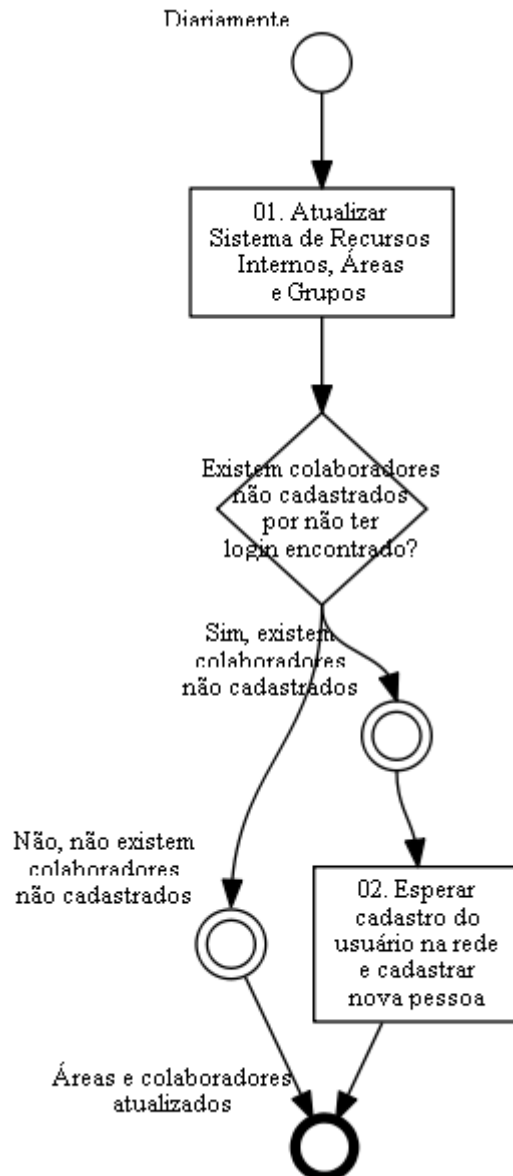 Diariamente
01. Atualizar
Sistema de Recursos
Internos, Áreas
e Grupos
Existem colaboradores
não cadastrados
por não ter
login encontrado?
Sim, existem
colaboradores
não cadastrados
Não, não existem
colaboradores
não cadastrados
02. Esperar
cadastro do
usuário na rede
e cadastrar
nova pessoa
Áreas e colaboradores
atualizados